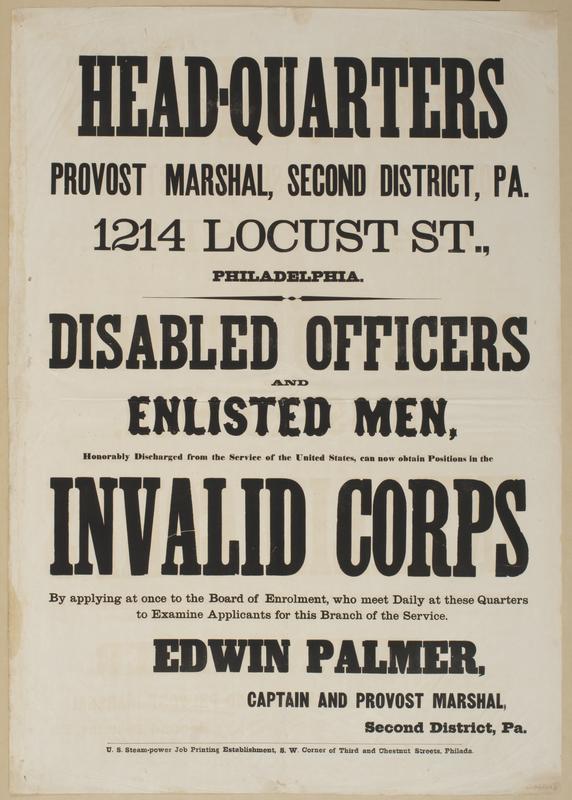 HEAD-QUARTERS
PROVOST MARSHAL, SECOND DISTRICT, PA.
1214 LOCUST ST.,
PHILADELPHIA.
DISABLED OFFICERS
AND
ENLISTED MEN,
Honorably Discharged from the Service of the United States, can now obtain Positions in the
INVALID CORPS
By applying at once to the Board of Enrolment, who meet Daily at these Quarters
to Examine Applicants for this Branch of the Service.
EDWIN PALMER,
CAPTAIN AND PROVOST MARSHAL,
Second District, Pa.
U. S. Steam-power Job Printing Establishment, S. W. Corner of Third and Chestnut Streets, Philada.